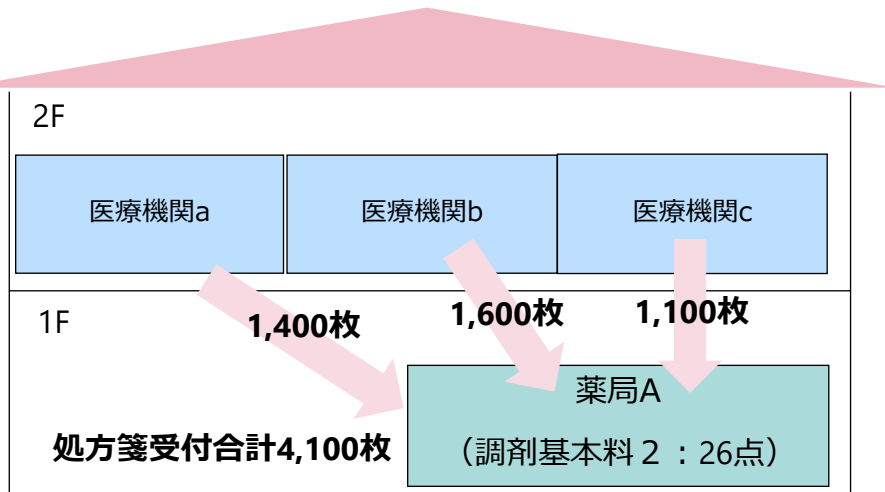 2F
医療機関a
医療機関b
医療機関c
1F
1,400枚
1,600枚
1,100枚
薬局A
処方箋受付合計4,100枚
（調剤基本料２：26点）